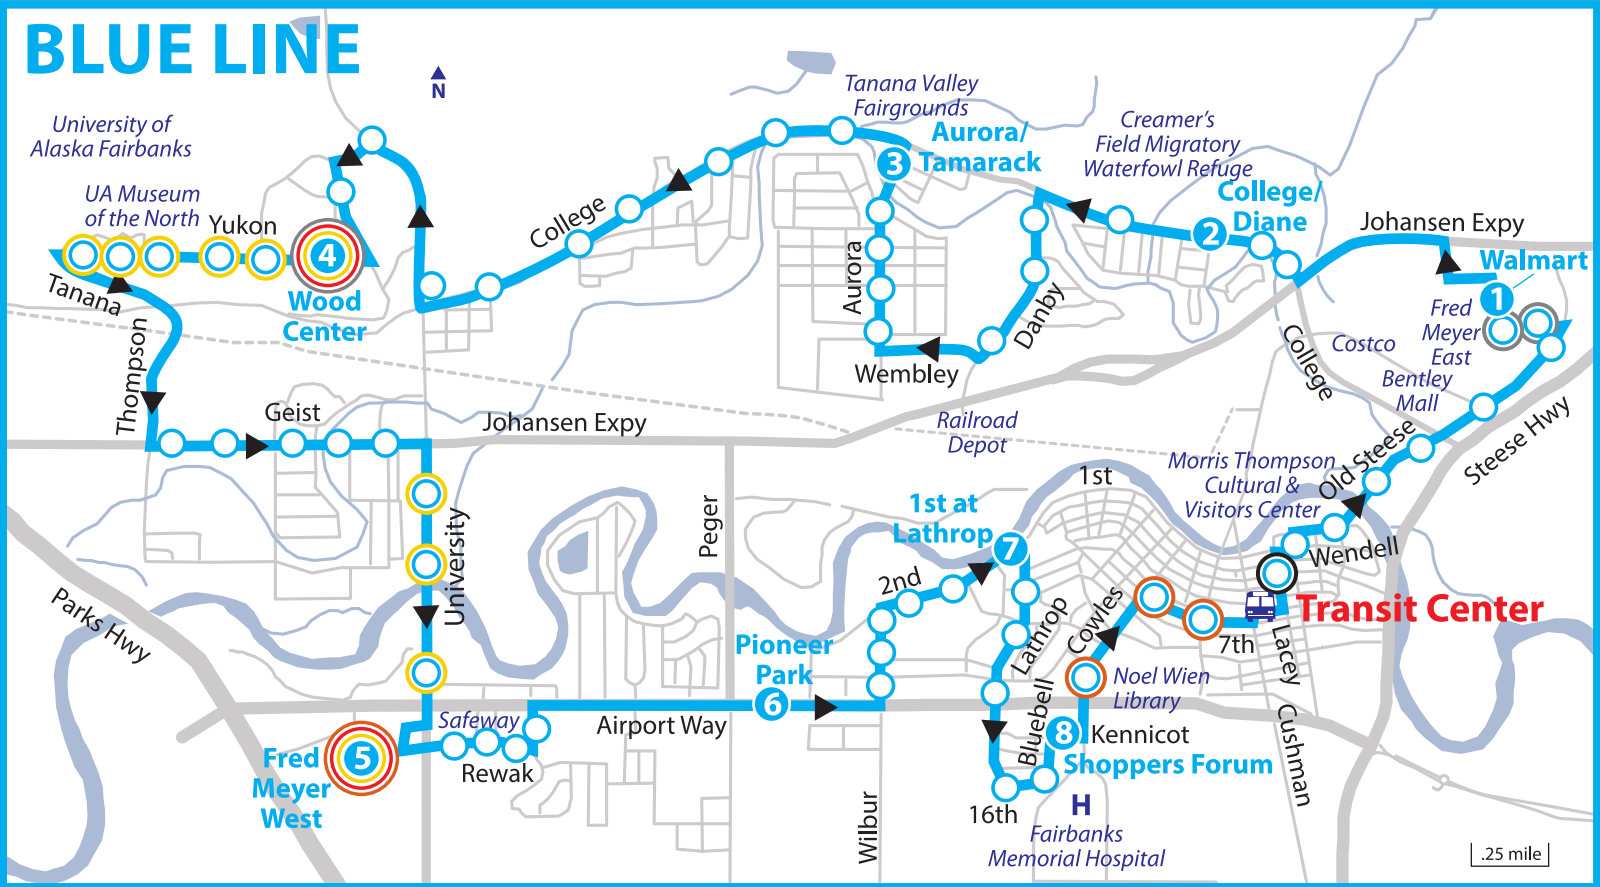 BLUE LINE
N
University of
Alaska Fairbanks
UA Museum
of the North
Yukon
4
Wood
Center
Tanana
Thompson
Geist
Johansen Expy
College
Tanana Valley
Fairgrounds
Aurora/
Tamarack
3
Aurora
Wembley
Danby
Creamer's
Field Migratory
Waterfowl Refuge
College/
Diane
2
Johansen Expy
Walmart
1
Fred
Meyer
East
Costco
Bentley
Mall
College
Steese Hwy
Old Steese
Railroad
Depot
Morris Thompson
Cultural &
Visitors Center
Wendell
1st
1st at
Lathrop
7
2nd
Peger
University
Parks Hwy
Pioneer
Park
6
Airport Way
Safeway
Rewak
Fred
Meyer
West
5
Lathrop
Cowles
Bluebell
Noel Wien
Library
7th
Transit Center
Lacey
Cushman
8
Kennicot
Shoppers Forum
16th
H
Fairbanks
Memorial Hospital
Wilbur
.25 mile